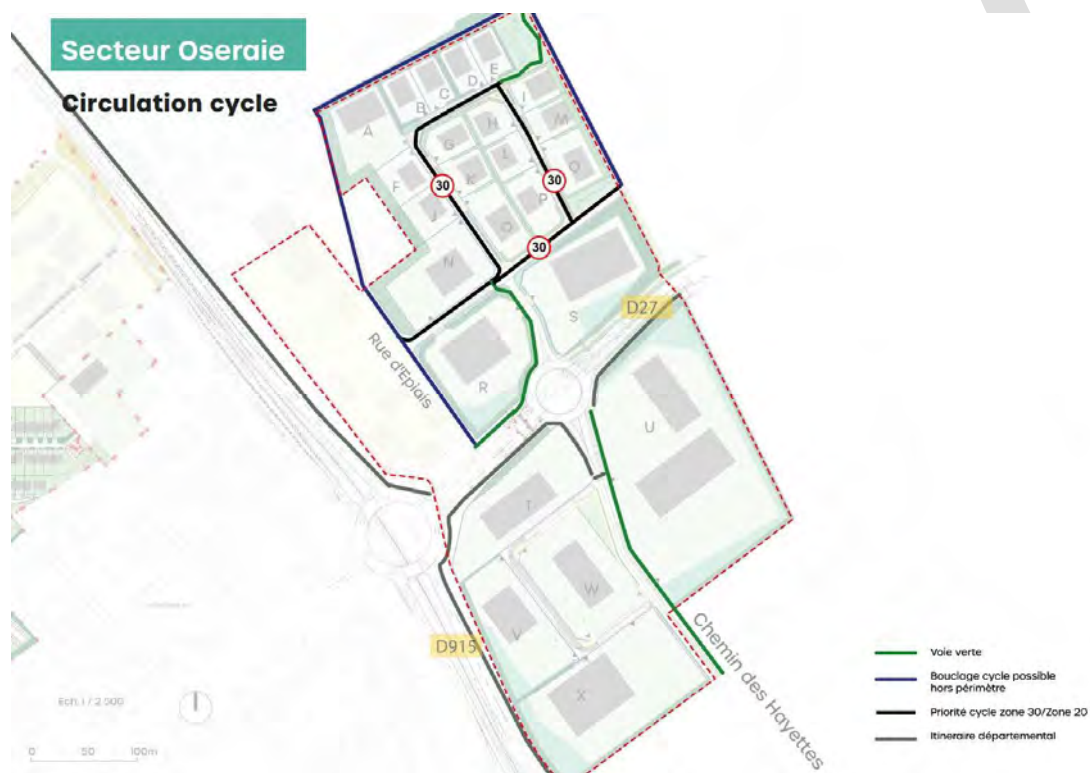 Secteur Oseraie
Circulation cycle
A
B
C
D
E
F
G
H
I
J
K
L
M
N
O
P
Q
30
30
30
R
S
D27
Rue d'Epiais
T
U
V
W
X
D915
Chemin des Hayettes
Ech. 1 / 2 000
0 50 100m
Voie verte
Bouclage cycle possible
hors périmètre
Priorité cycle zone 30/Zone 20
Itineraire départemental